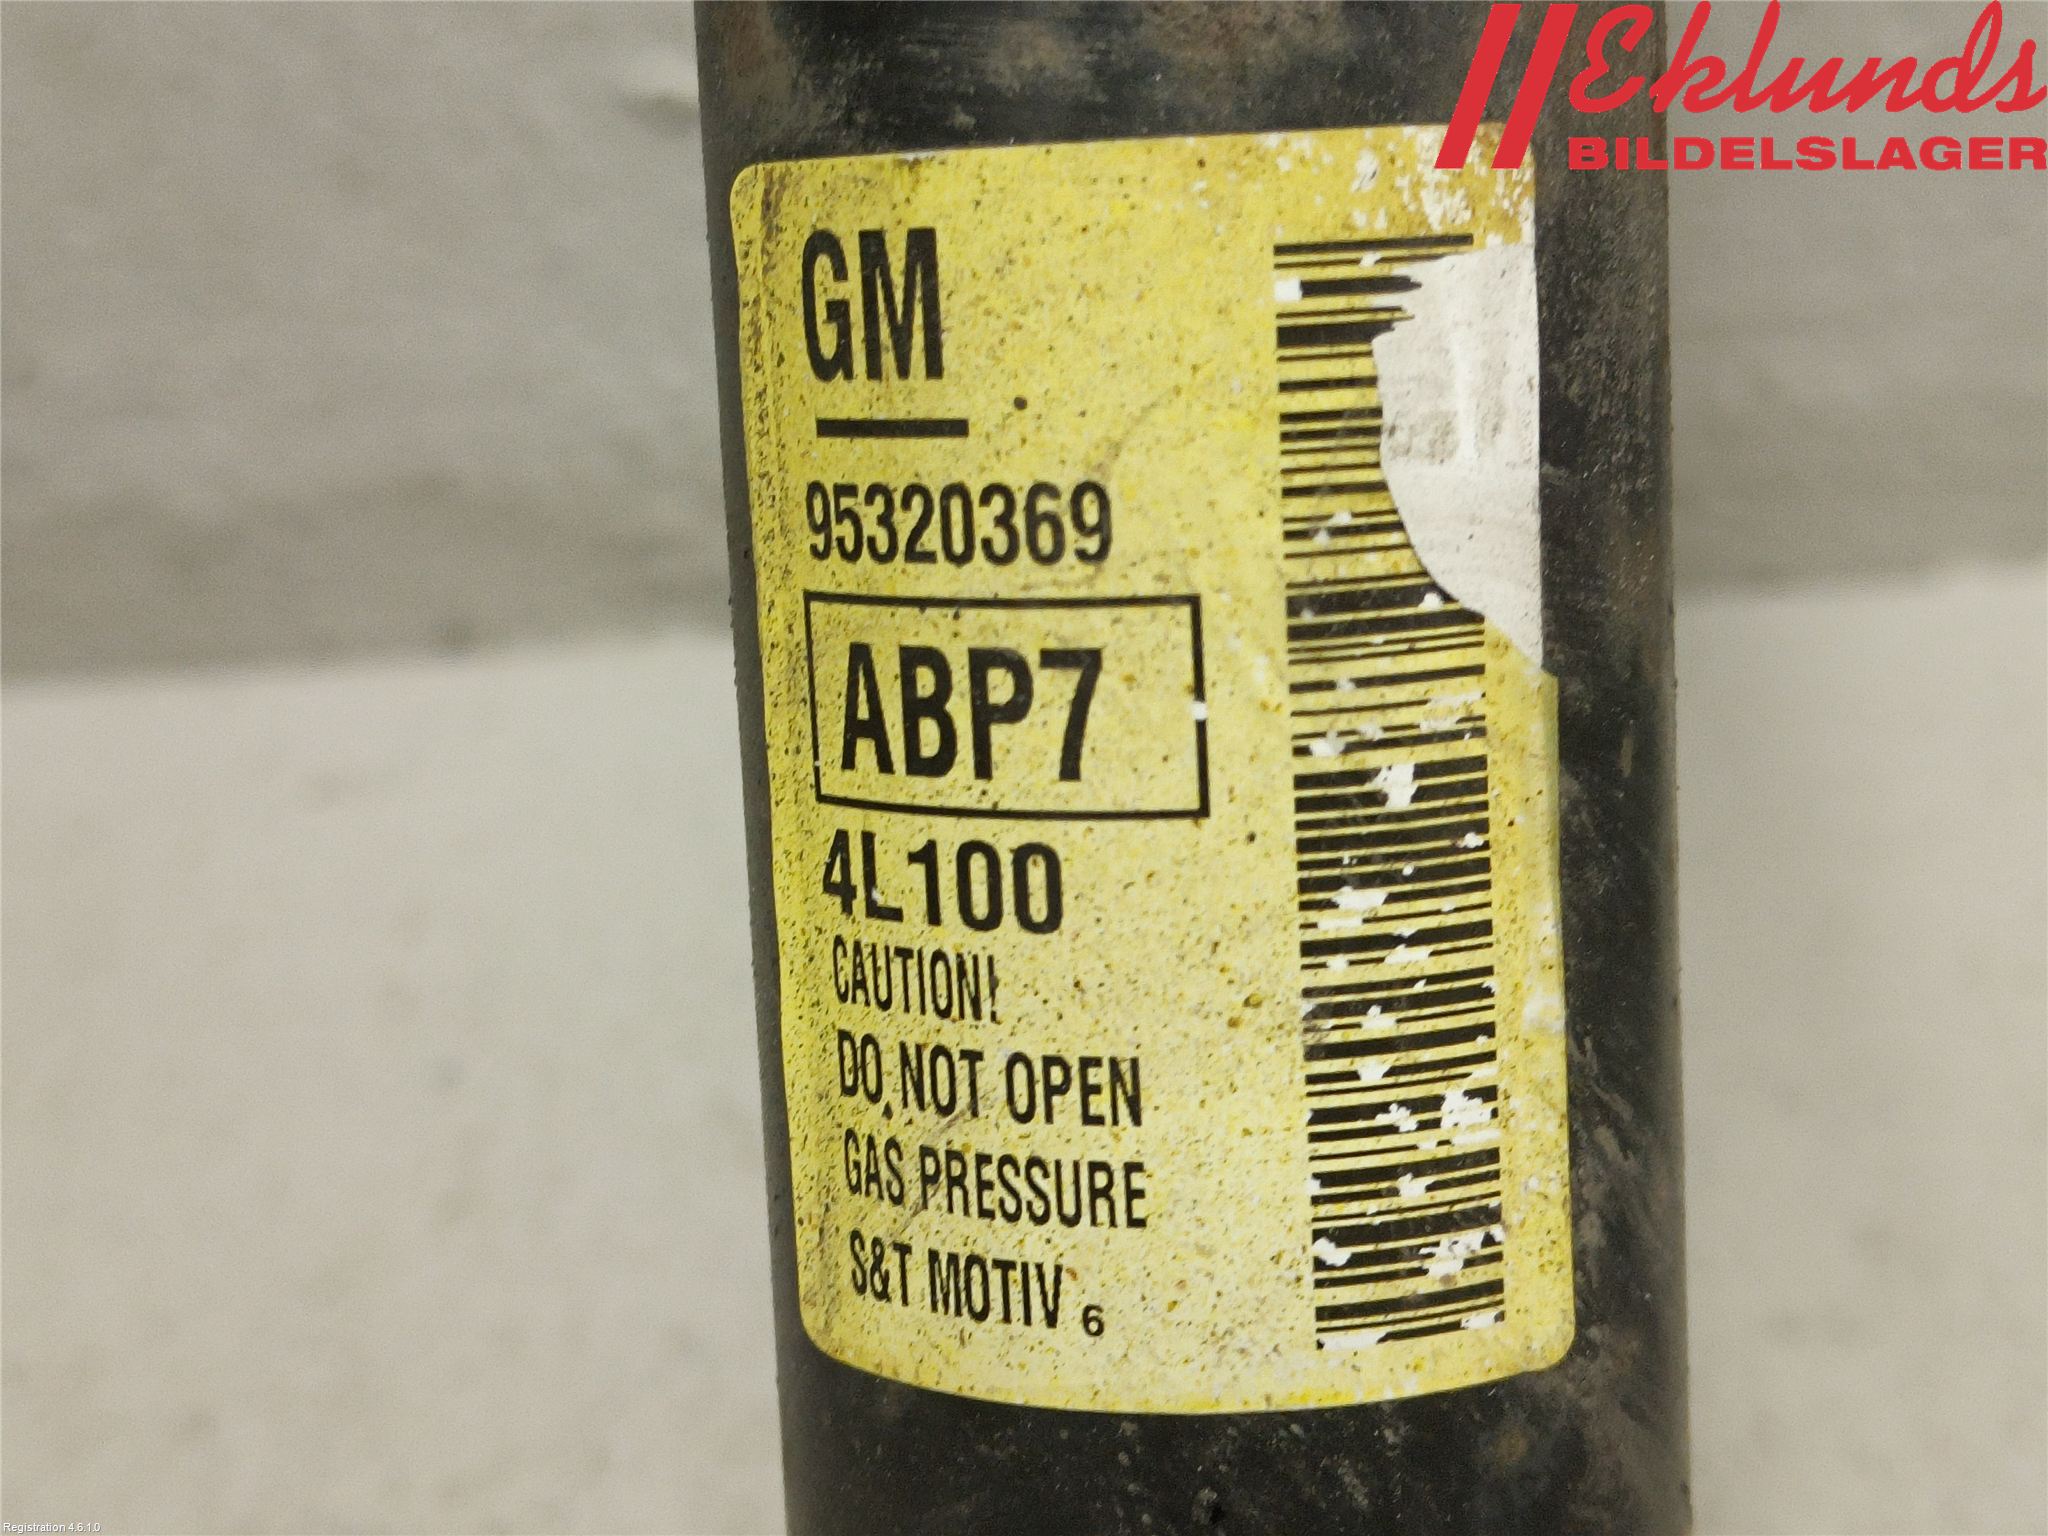 Eklunds
BILDELSLAGER
GM
95320369
ABP7
4L100
CAUTION!
DO NOT OPEN
GAS PRESSURE
S&T MOTIV 6
Registration 4.6.1.0